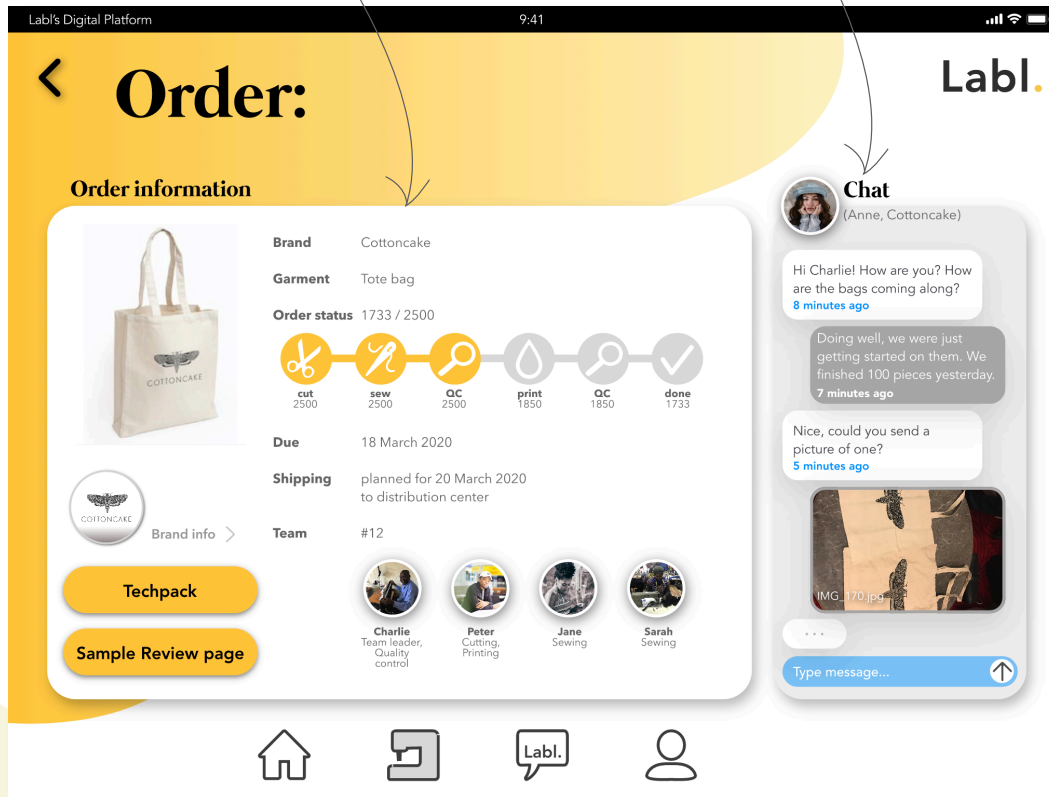 Labl's Digital Platform
9:41
Order:
Labl.
Order information
COTTONCAKE
COTTONCAKE
Brand info
Techpack
Sample Review page
Brand Cottoncake
Garment Tote bag
Order status 1733 / 2500
cut sew QC print QC done
2500 2500 2500 1850 1850 1733
Due 18 March 2020
Shipping planned for 20 March 2020
to distribution center
Team #12
Charlie
Team leader,
Quality
control
Peter
Cutting,
Printing
Jane
Sewing
Sarah
Sewing
Chat
(Anne, Cottoncake)
Hi Charlie! How are you? How
are the bags coming along?
8 minutes ago
Doing well, we were just
getting started on them. We
finished 100 pieces yesterday.
7 minutes ago
Nice, could you send a
picture of one?
5 minutes ago
IMG_170.jpg
...
Type message...
Labl.